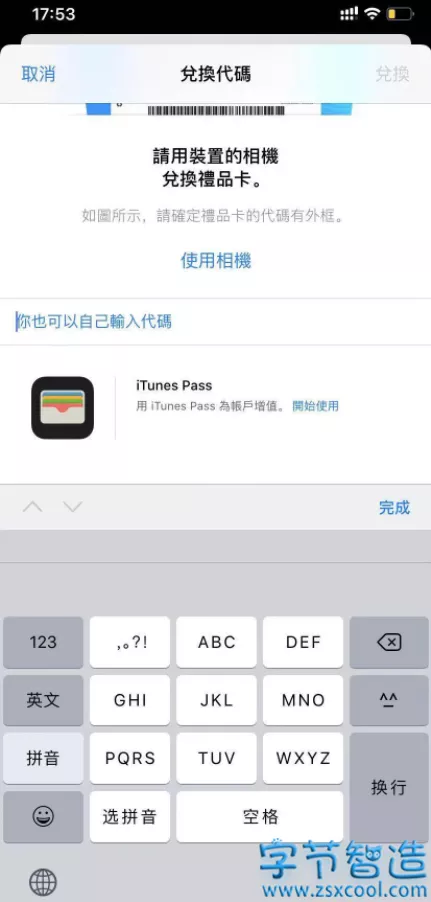 17:53
取消
兌換代碼
兌換
請用裝置的相機
兌換禮品卡。
如圖所示，請確定禮品卡的代碼有外框。
使用相機
你也可以自己輸入代碼
iTunes Pass
用 iTunes Pass 為帳戶增值。 開始使用
完成
123
,。?!
ABC
DEF
英文
GHI
JKL
MNO
^^
拼音
PQRS
TUV
WXYZ
换行
选拼音
空格
字节智造
www.zsxcool.com